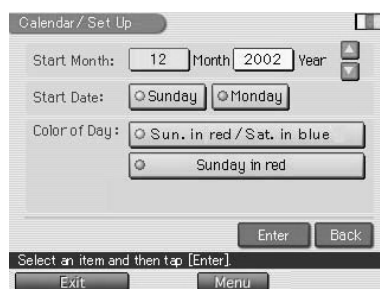 Calendar/ Set Up
Start Month: 12 Month 2002 Year
Start Date: Sunday Monday
Color of Day: Sun. in red / Sat. in blue
Sunday in red
Enter Back
Select an item and then tap [Enter].
Exit Menu